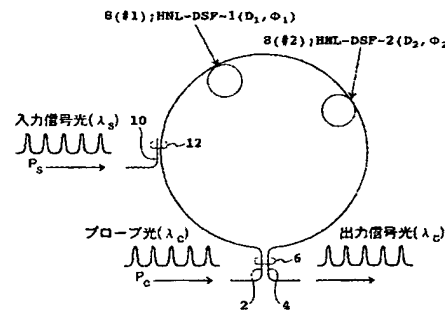 8(#1);HNL-DSF-1(D₁,Φ₁)
8(#2);HNL-DSF-2(D₂,Φ₂
入力信号光(λs)
10
12
Ps
プローブ光(λc)
出力信号光(λc)
6
Pc
2
4